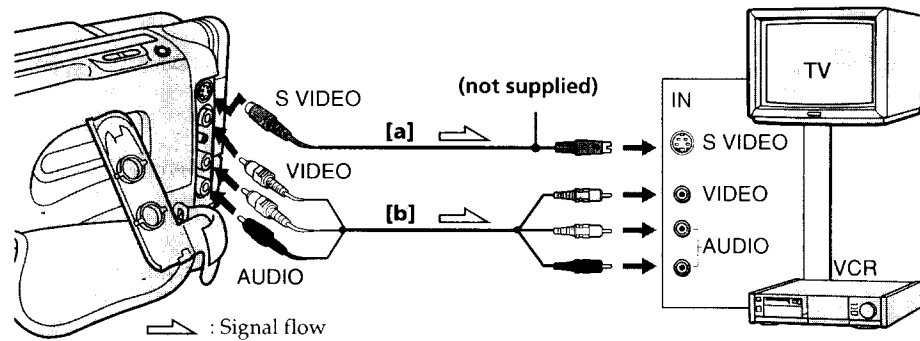 S VIDEO
(not supplied)
[a]
VIDEO
[b]
AUDIO
IN
S VIDEO
VIDEO
AUDIO
TV
VCR
: Signal flow